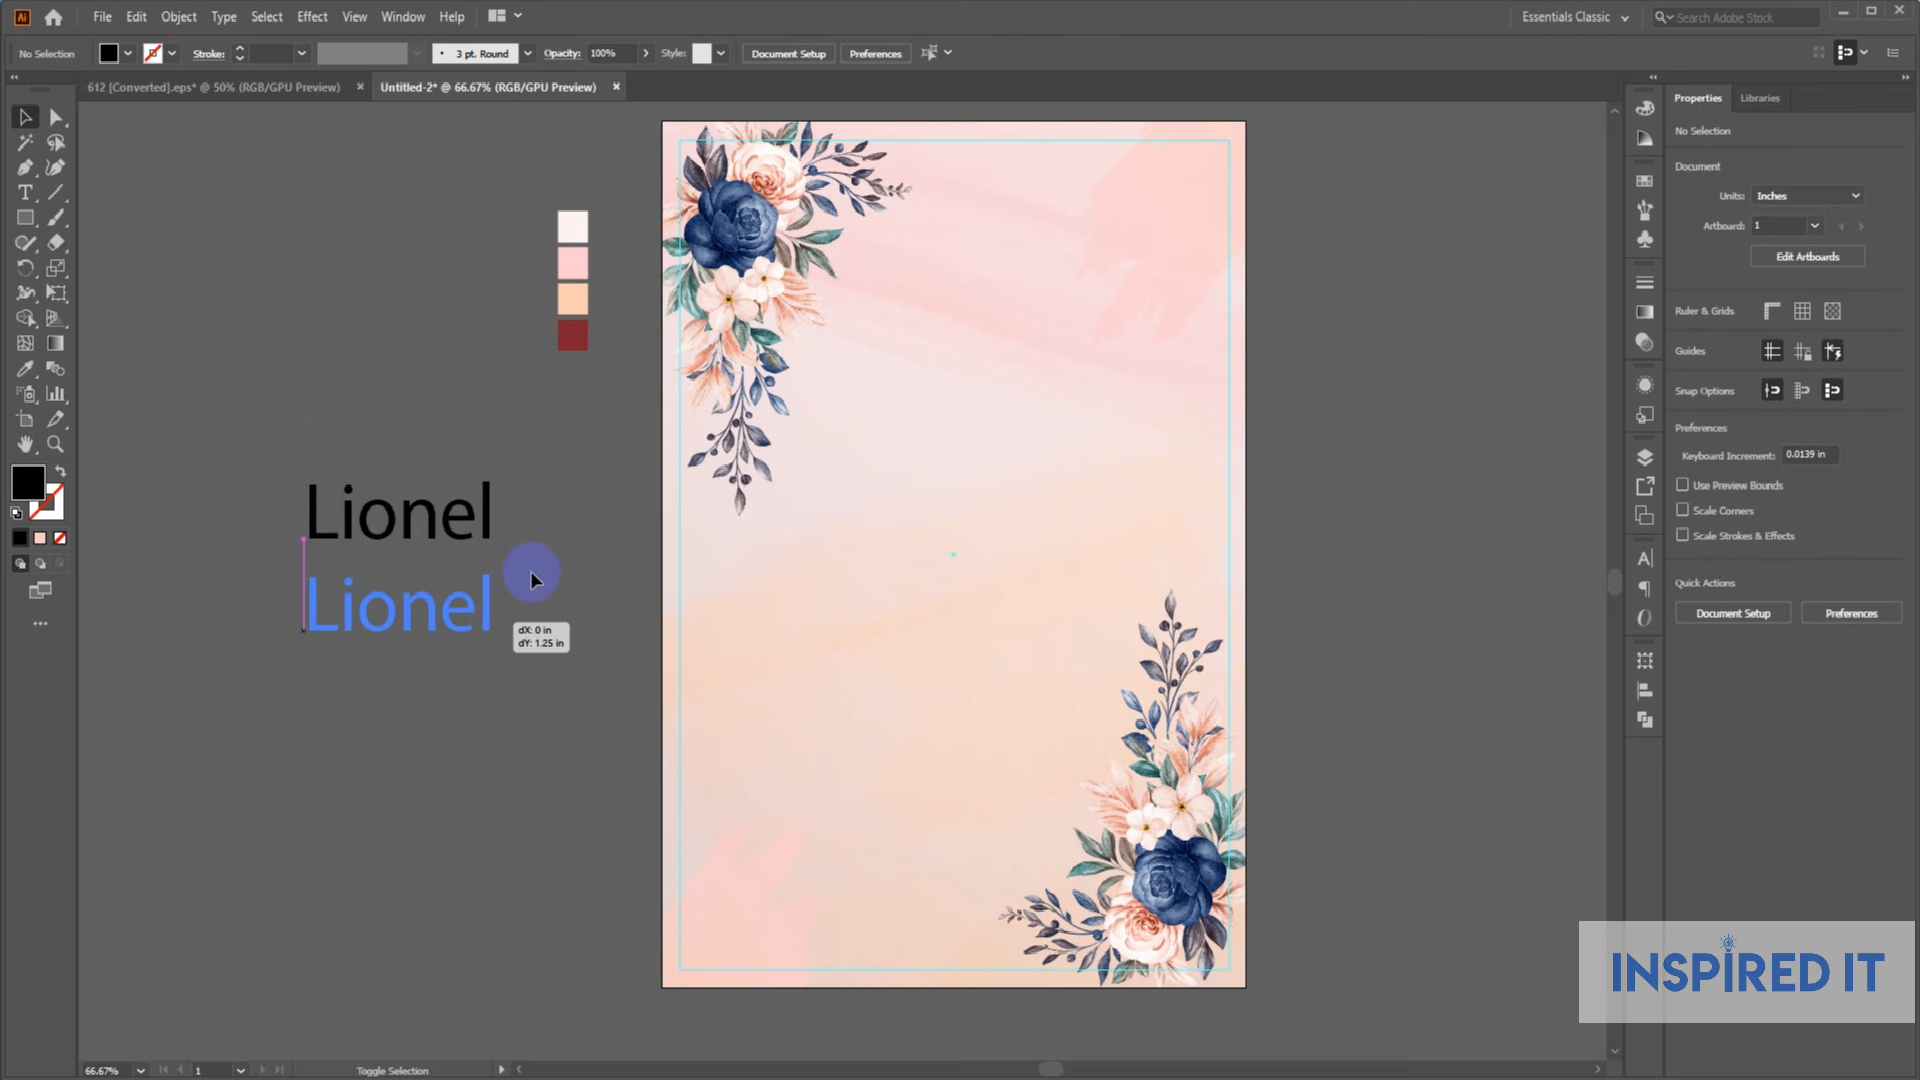 Ai File Edit Object Type Select Effect View Window Help Essentials Classic Search Adobe Stock
No Selection Stroke: 3 pt. Round Opacity: 100% Style: Document Setup Preferences
612 [Converted].eps* @ 50% (RGB/GPU Preview) Untitled-2* @ 66.67% (RGB/GPU Preview)
Properties Libraries
No Selection
Document
Units: Inches
Artboard: 1
Edit Artboards
Ruler & Grids
Guides
Snap Options
Preferences
Keyboard Increment: 0.0139 in
Use Preview Bounds
Scale Corners
Scale Strokes & Effects
Quick Actions
Document Setup Preferences
Lionel
Lionel
dX: 0 in
dY: 1.25 in
INSPIRED IT
66.67% 1 Toggle Selection